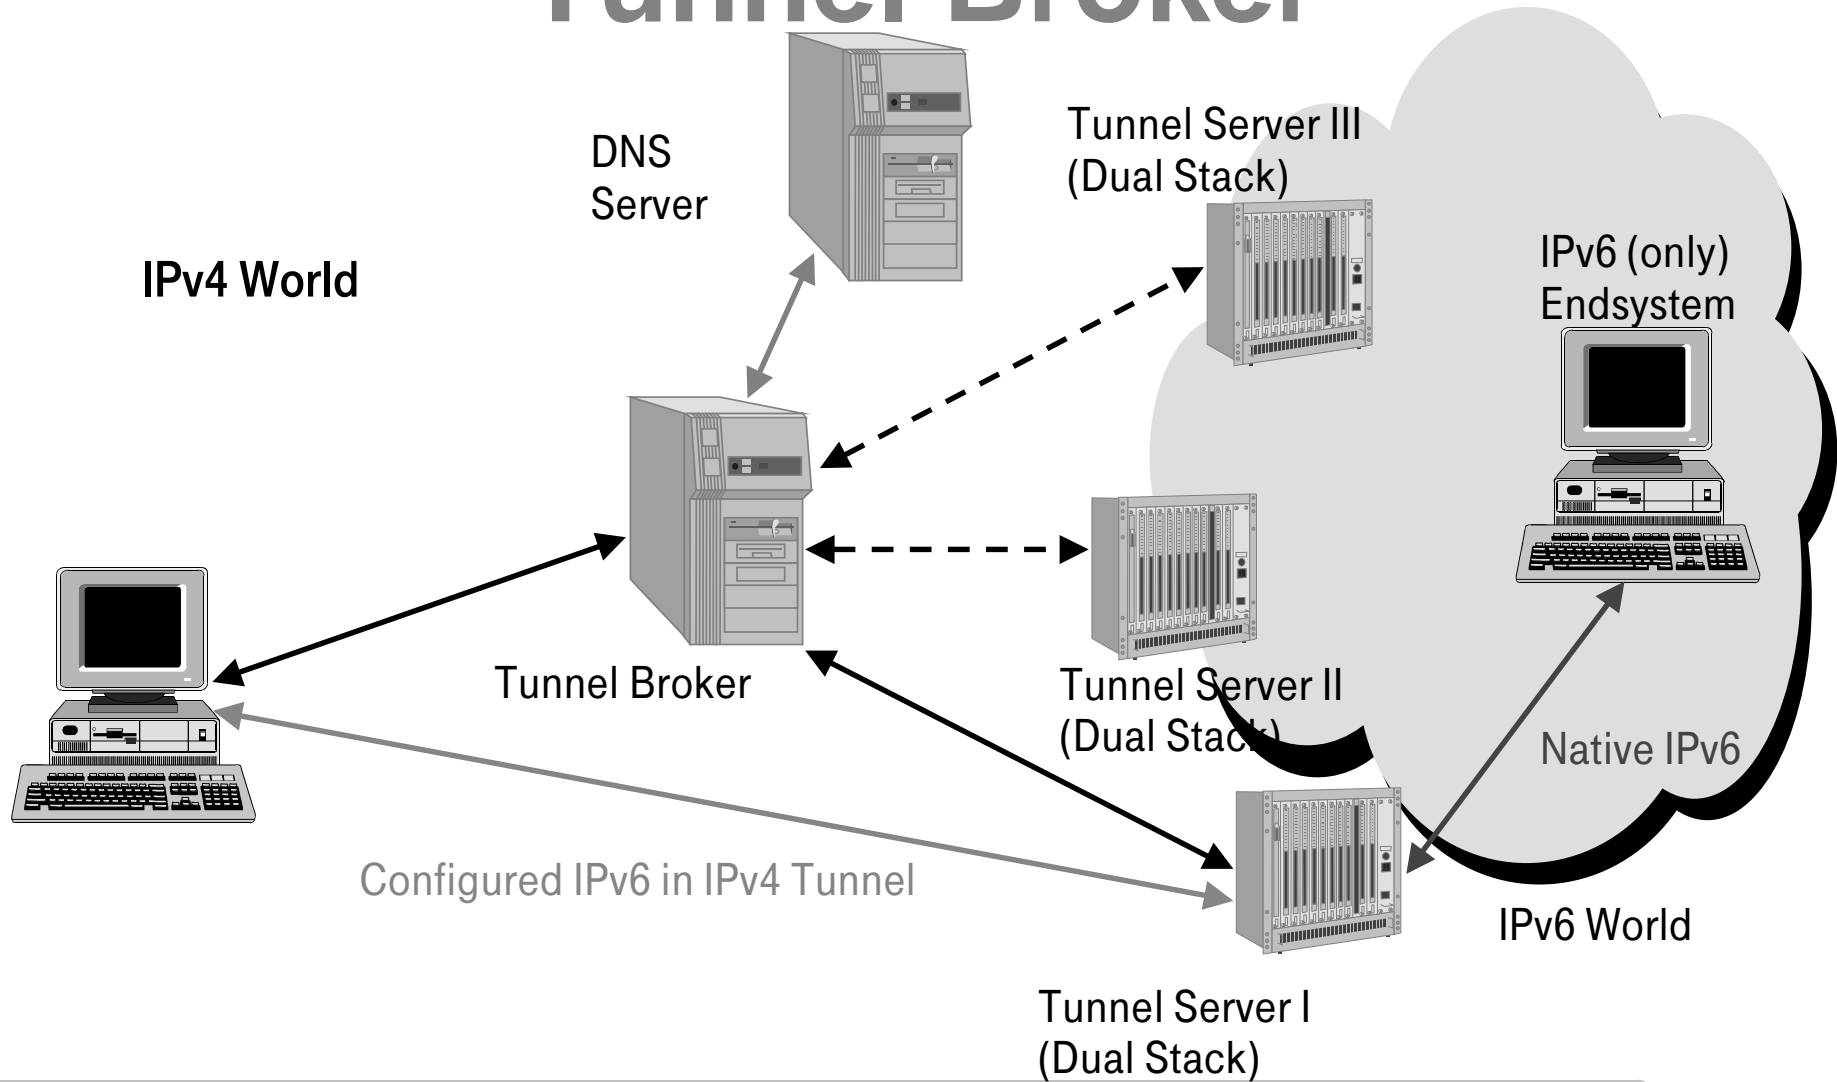 Tunnel Broker
DNS
Server
Tunnel Server III
(Dual Stack)
IPv4 World
IPv6 (only)
Endsystem
Tunnel Broker
Tunnel Server II
(Dual Stack)
Native IPv6
Configured IPv6 in IPv4 Tunnel
IPv6 World
Tunnel Server I
(Dual Stack)